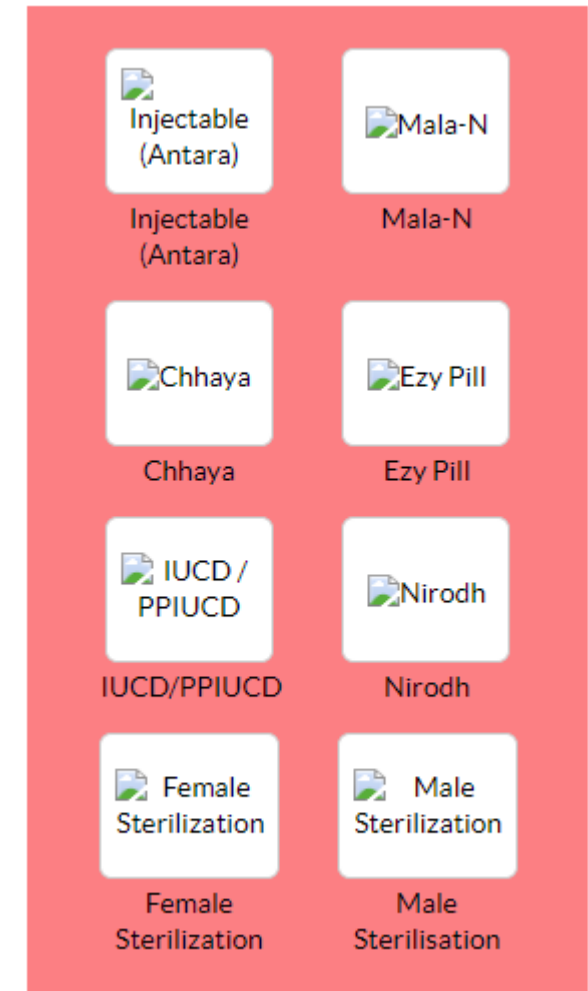 Injectable
(Antara)
Mala-N
Injectable
(Antara)
Mala-N
Chhaya
Ezy Pill
Chhaya
Ezy Pill
IUCD /
PPIUCD
Nirodh
IUCD/PPIUCD
Nirodh
Female
Sterilization
Male
Sterilization
Female
Sterilization
Male
Sterilisation